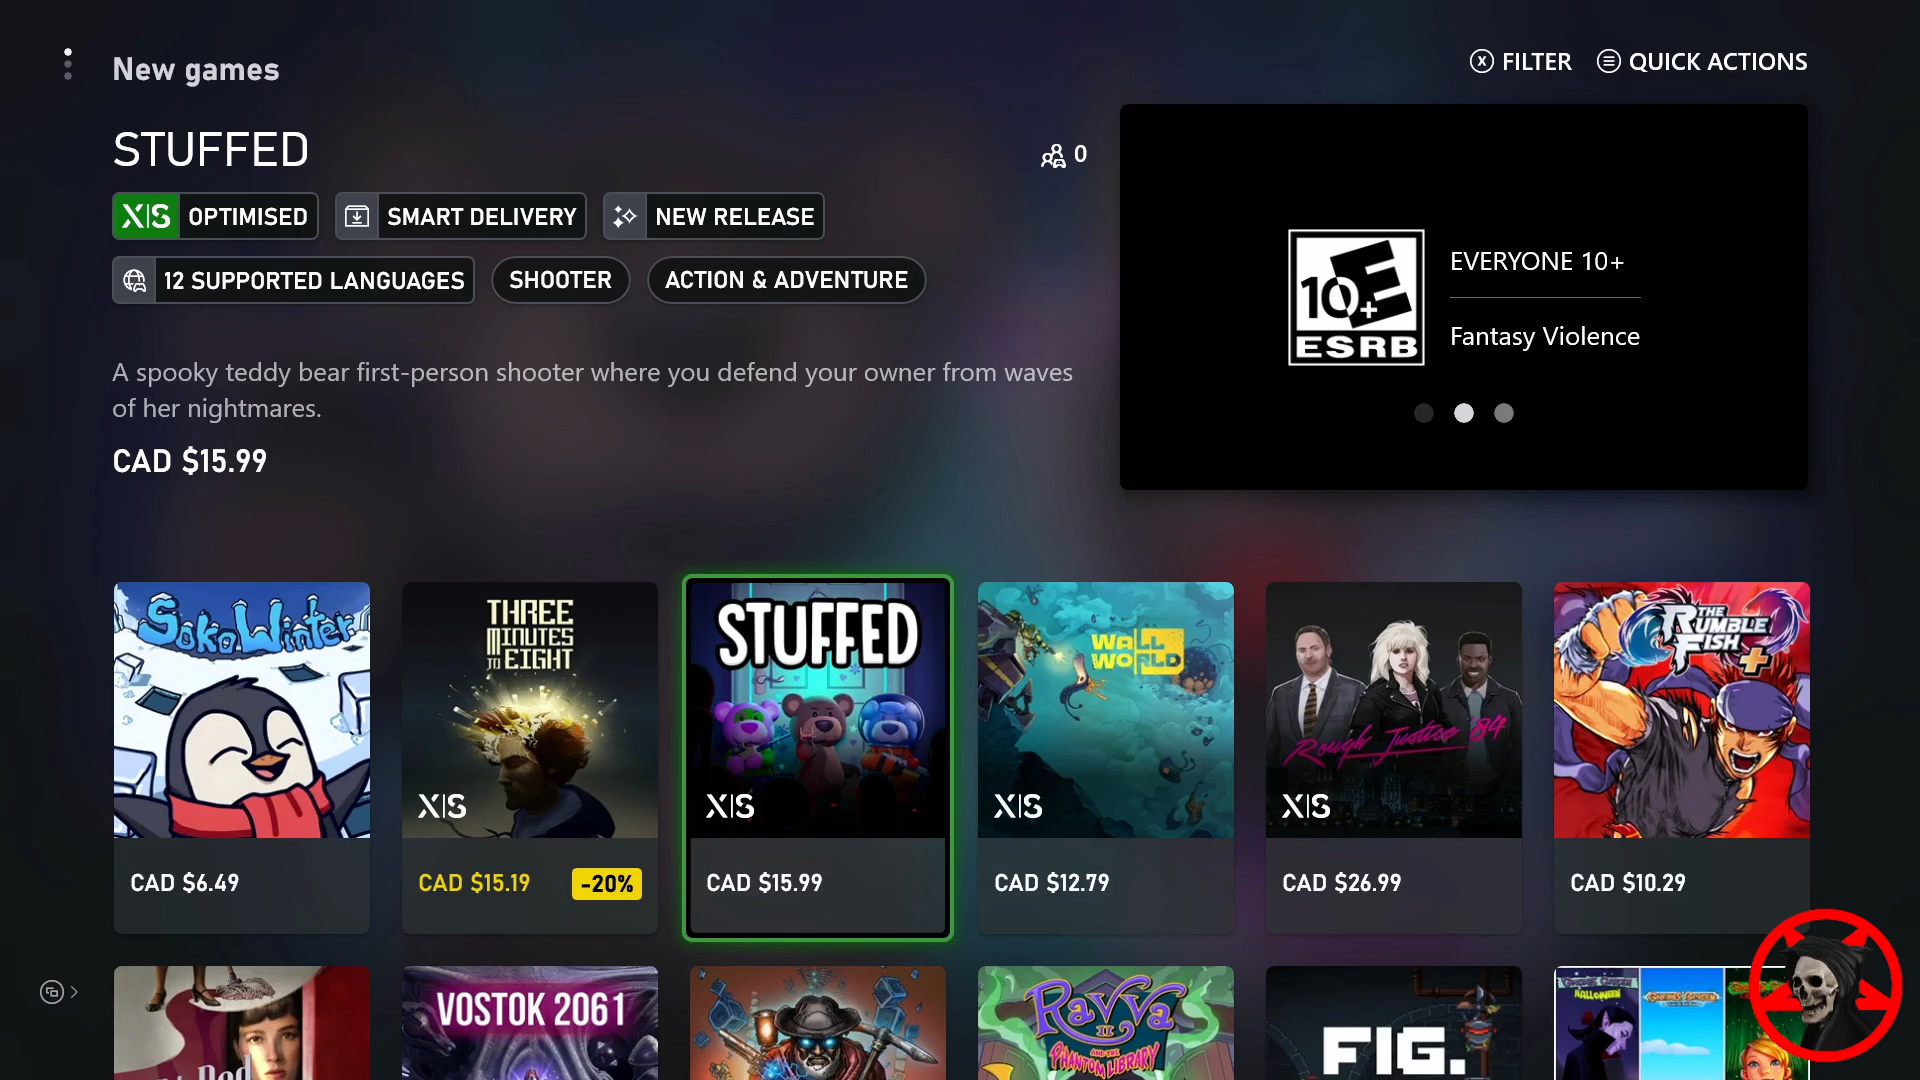 New games
FILTER
QUICK ACTIONS
STUFFED
0
X|S OPTIMISED
SMART DELIVERY
NEW RELEASE
12 SUPPORTED LANGUAGES
SHOOTER
ACTION & ADVENTURE
A spooky teddy bear first-person shooter where you defend your owner from waves
of her nightmares.
CAD $15.99
10+
E
ESRB
EVERYONE 10+
Fantasy Violence
SokoWinter
THREE
MINUTES
TO EIGHT
X|S
STUFFED
X|S
WALL
WORLD
X|S
Rough Justice '84
X|S
THE
RUMBLE
FISH
+
CAD $6.49
CAD $15.19
-20%
CAD $15.99
CAD $12.79
CAD $26.99
CAD $10.29
VOSTOK 2061
Ravva
II
AND THE
PHANTOM LIBRARY
FIG.
HALLOWEEN